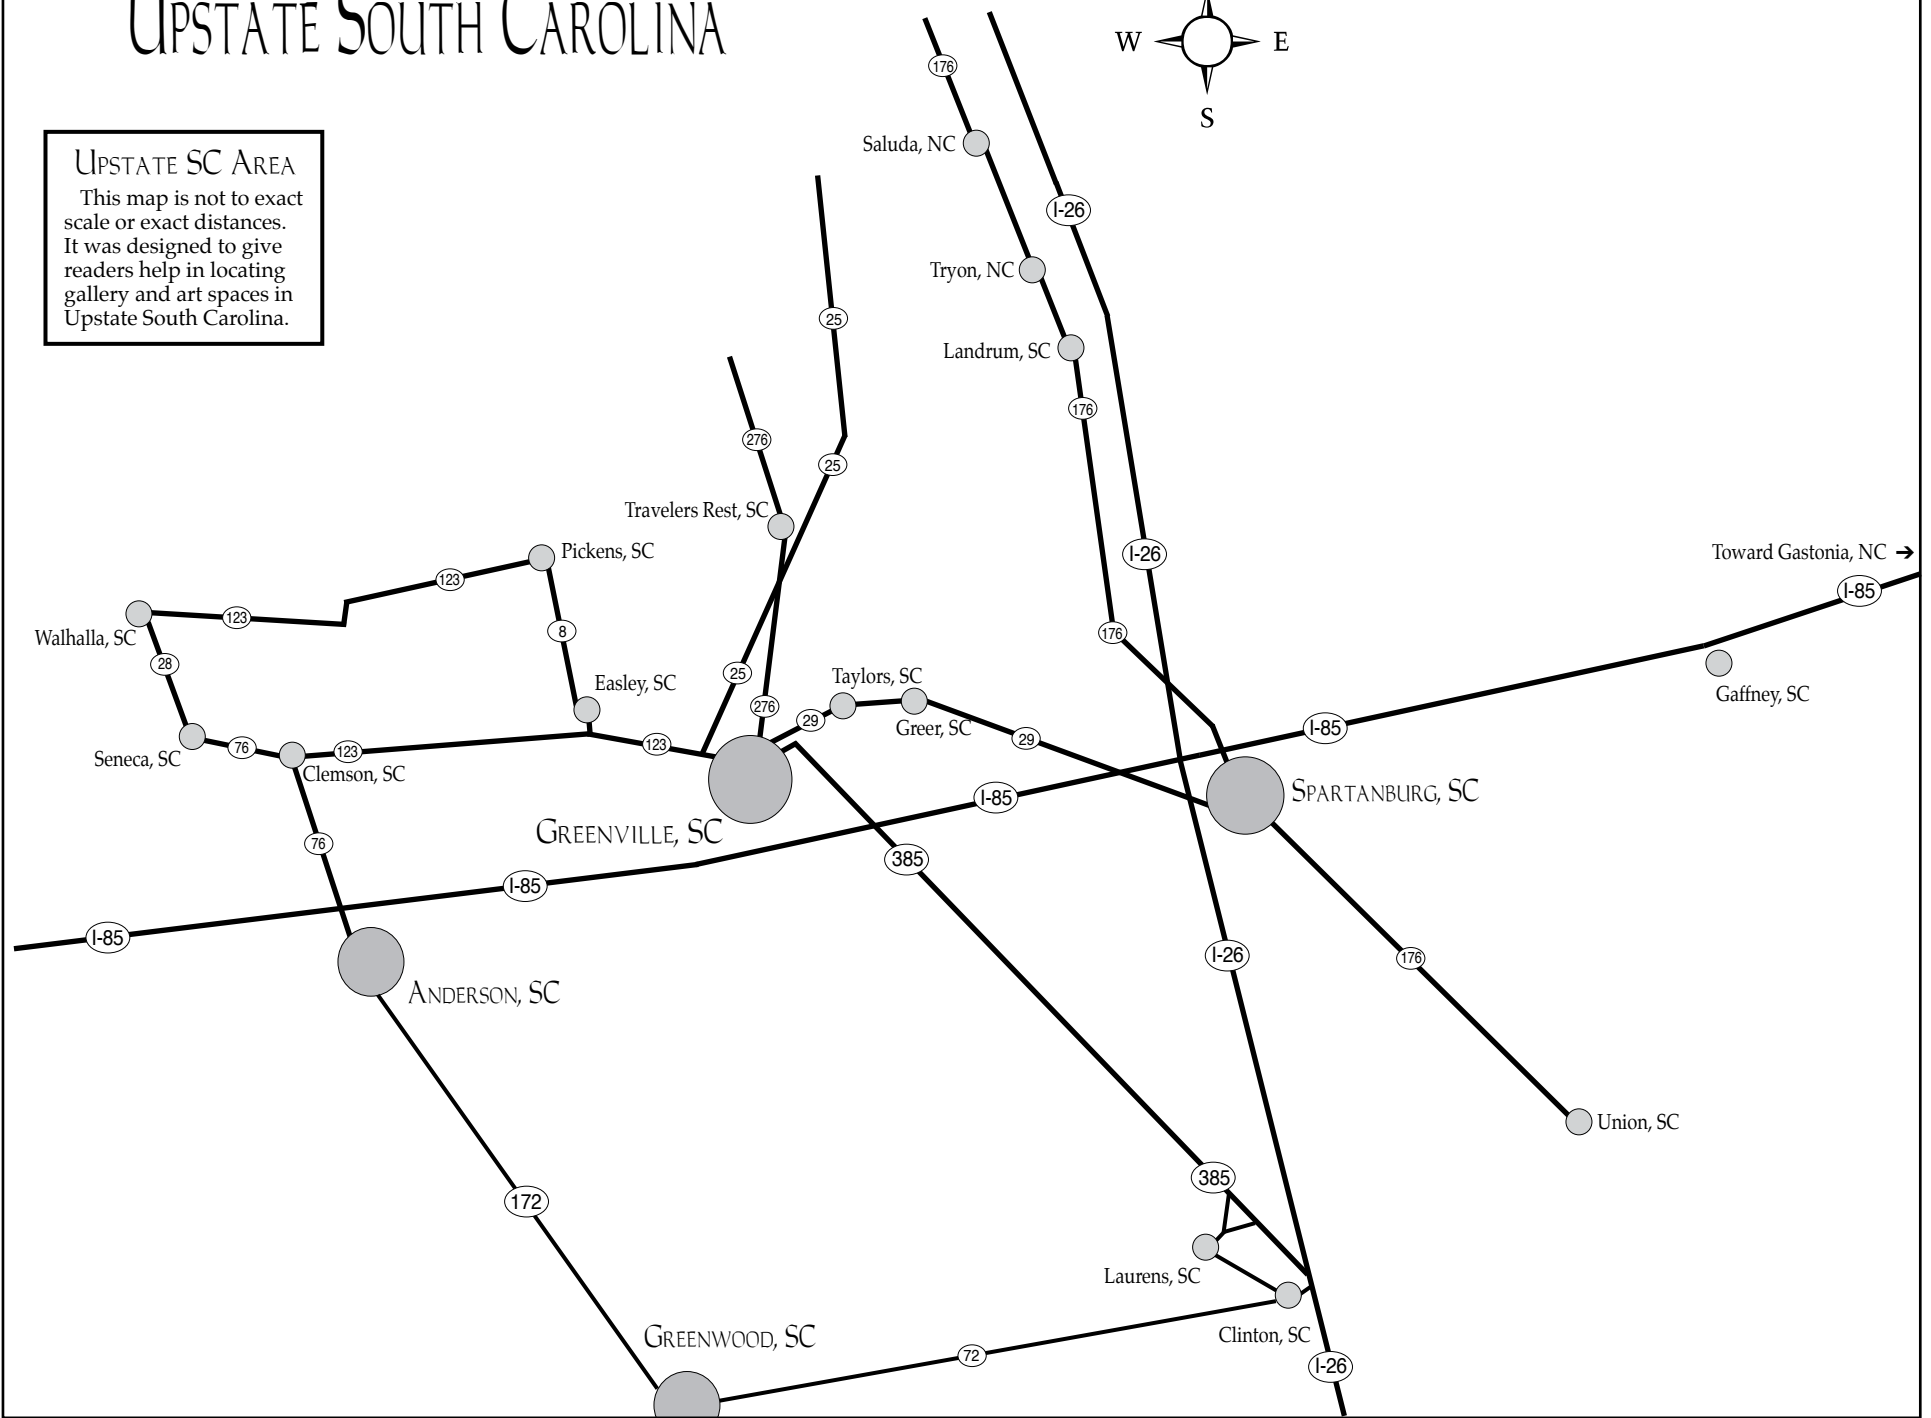 UPSTATE SOUTH CAROLINA
W
E
S
UPSTATE SC AREA
This map is not to exact
scale or exact distances.
It was designed to give
readers help in locating
gallery and art spaces in
Upstate South Carolina.
176
Saluda, NC
I-26
Tryon, NC
25
Landrum, SC
176
276
25
Travelers Rest, SC
Pickens, SC
I-26
Toward Gastonia, NC →
123
I-85
123
8
176
Walhalla, SC
28
25
Gaffney, SC
Easley, SC
Taylors, SC
276
29
Greer, SC
I-85
29
123
76
123
Seneca, SC
Clemson, SC
I-85
SPARTANBURG, SC
GREENVILLE, SC
76
385
I-85
I-85
I-26
176
ANDERSON, SC
Union, SC
385
172
Laurens, SC
GREENWOOD, SC
Clinton, SC
72
I-26